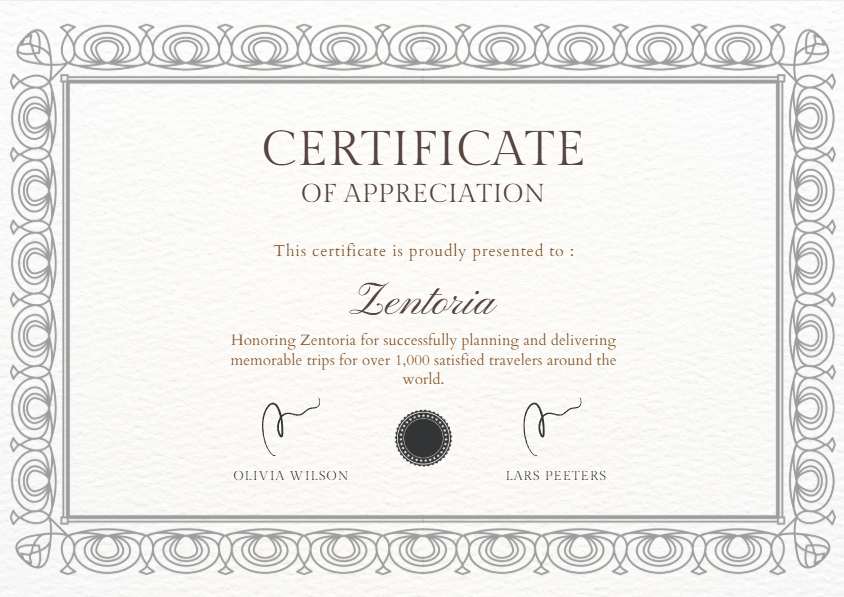 CERTIFICATE
OF APPRECIATION
This certificate is proudly presented to :
Zentoria
Honoring Zentoria for successfully planning and delivering
memorable trips for over 1,000 satisfied travelers around the
world.
OLIVIA WILSON
LARS PEETERS